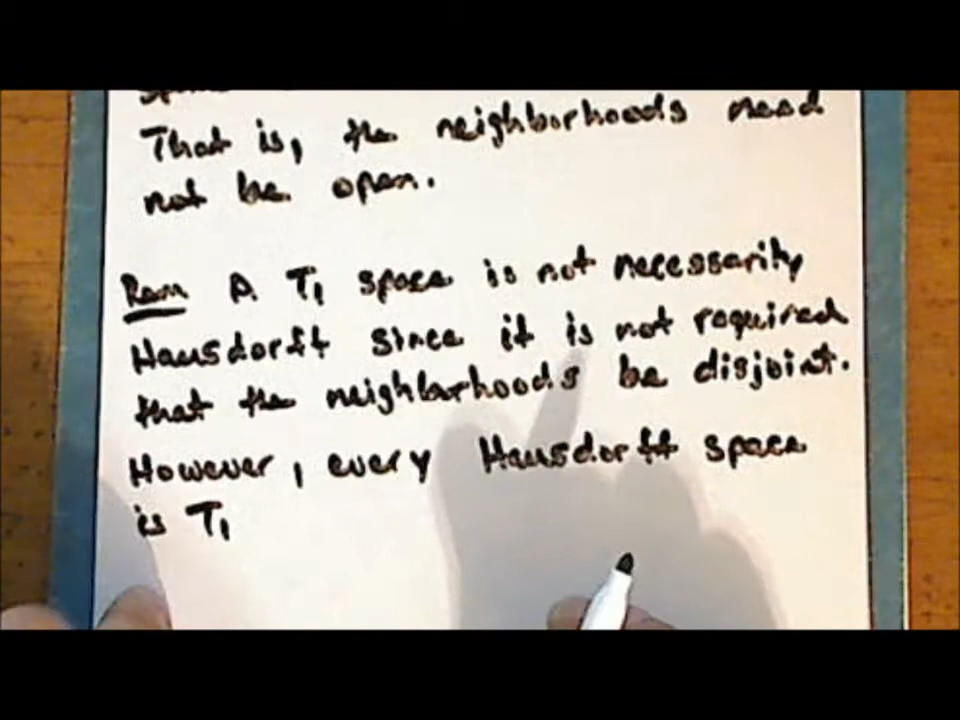 That is, the neighborhoods need
not be open.
Rem A T₁ space is not necessarily
Hausdorff since it is not required
that the neighborhoods be disjoint.
However, every Hausdorff space
is T₁